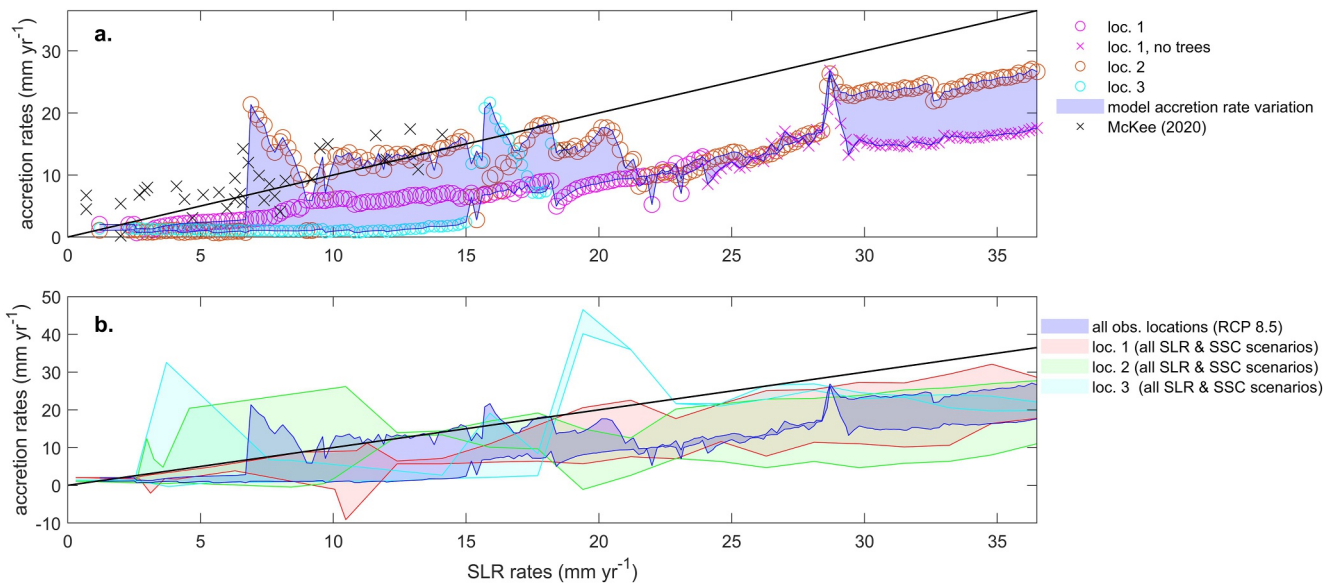 a.
accretion rates (mm yr⁻¹)
30
20
10
0
0 5 10 15 20 25 30 35
loc. 1
loc. 1, no trees
loc. 2
loc. 3
model accretion rate variation
McKee (2020)
b.
accretion rates (mm yr⁻¹)
50
40
30
20
10
0
-10
0 5 10 15 20 25 30 35
SLR rates (mm yr⁻¹)
all obs. locations (RCP 8.5)
loc. 1 (all SLR & SSC scenarios)
loc. 2 (all SLR & SSC scenarios)
loc. 3 (all SLR & SSC scenarios)